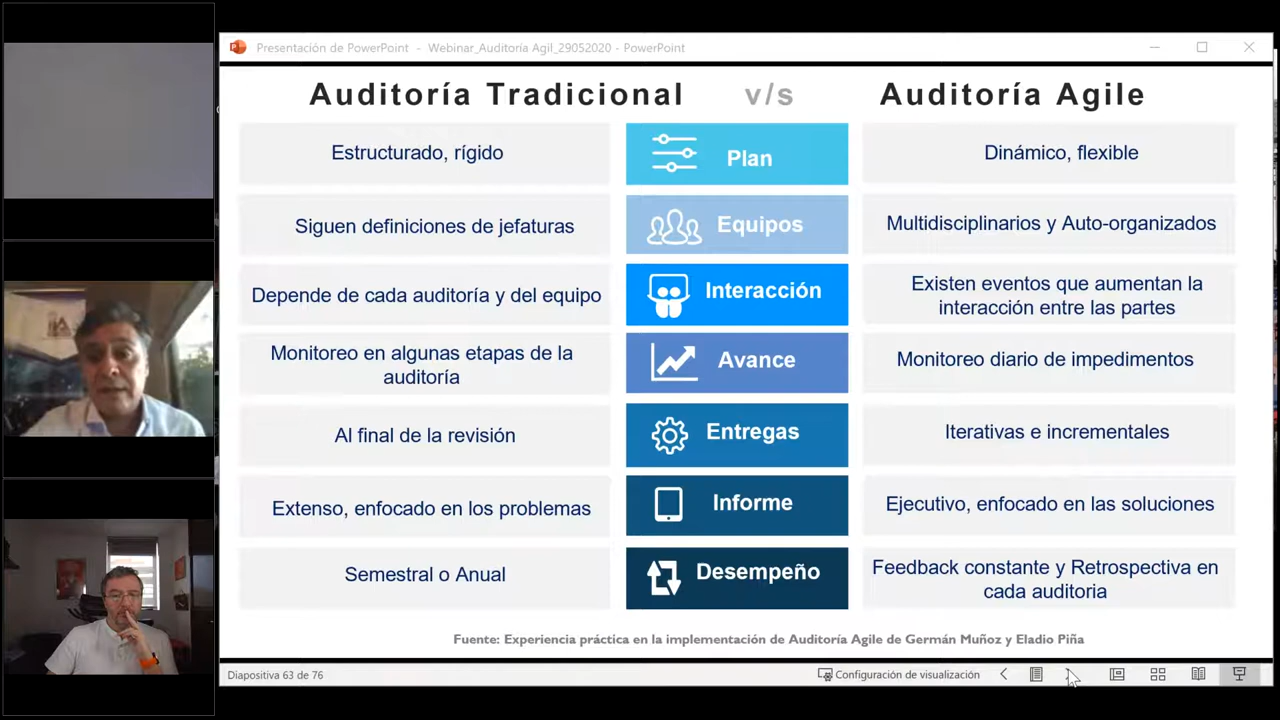 Presentación de PowerPoint - Webinar_Auditoría Agil_29052020 - PowerPoint
Auditoría Tradicional v/s Auditoría Agile
Estructurado, rígido
Plan
Dinámico, flexible
Siguen definiciones de jefaturas
Equipos
Multidisciplinarios y Auto-organizados
Depende de cada auditoría y del equipo
Interacción
Existen eventos que aumentan la
interacción entre las partes
Monitoreo en algunas etapas de la
auditoría
Avance
Monitoreo diario de impedimentos
Al final de la revisión
Entregas
Iterativas e incrementales
Extenso, enfocado en los problemas
Informe
Ejecutivo, enfocado en las soluciones
Semestral o Anual
Desempeño
Feedback constante y Retrospectiva en
cada auditoria
Fuente: Experiencia práctica en la implementación de Auditoría Agile de Germán Muñoz y Eladio Piña
Diapositiva 63 de 76
Configuración de visualización